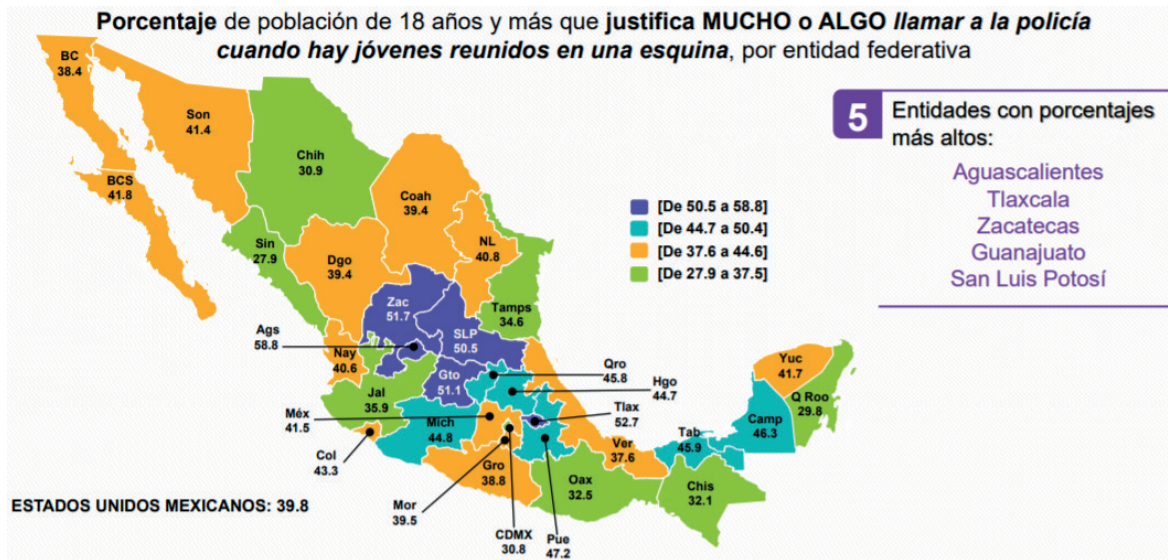 Porcentaje de población de 18 años y más que justifica MUCHO o ALGO llamar a la policía
cuando hay jóvenes reunidos en una esquina, por entidad federativa
BC
38.4
Son
41.4
Chih
30.9
BCS
41.8
Coah
39.4
Sin
27.9
Dgo
39.4
NL
40.8
Zac
51.7
Tamps
34.6
SLP
50.5
Ags
58.8
Nay
40.6
Gto
51.1
Jal
35.9
Qro
45.8
Hgo
44.7
Méx
41.5
Mich
44.8
Tlax
52.7
Col
43.3
Gro
38.8
Mor
39.5
CDMX
30.8
Pue
47.2
Ver
37.6
Oax
32.5
Tab
45.9
Chis
32.1
Camp
46.3
Yuc
41.7
Q Roo
29.8
[De 50.5 a 58.8]
[De 44.7 a 50.4]
[De 37.6 a 44.6]
[De 27.9 a 37.5]
5
Entidades con porcentajes
más altos:
Aguascalientes
Tlaxcala
Zacatecas
Guanajuato
San Luis Potosí
ESTADOS UNIDOS MEXICANOS: 39.8